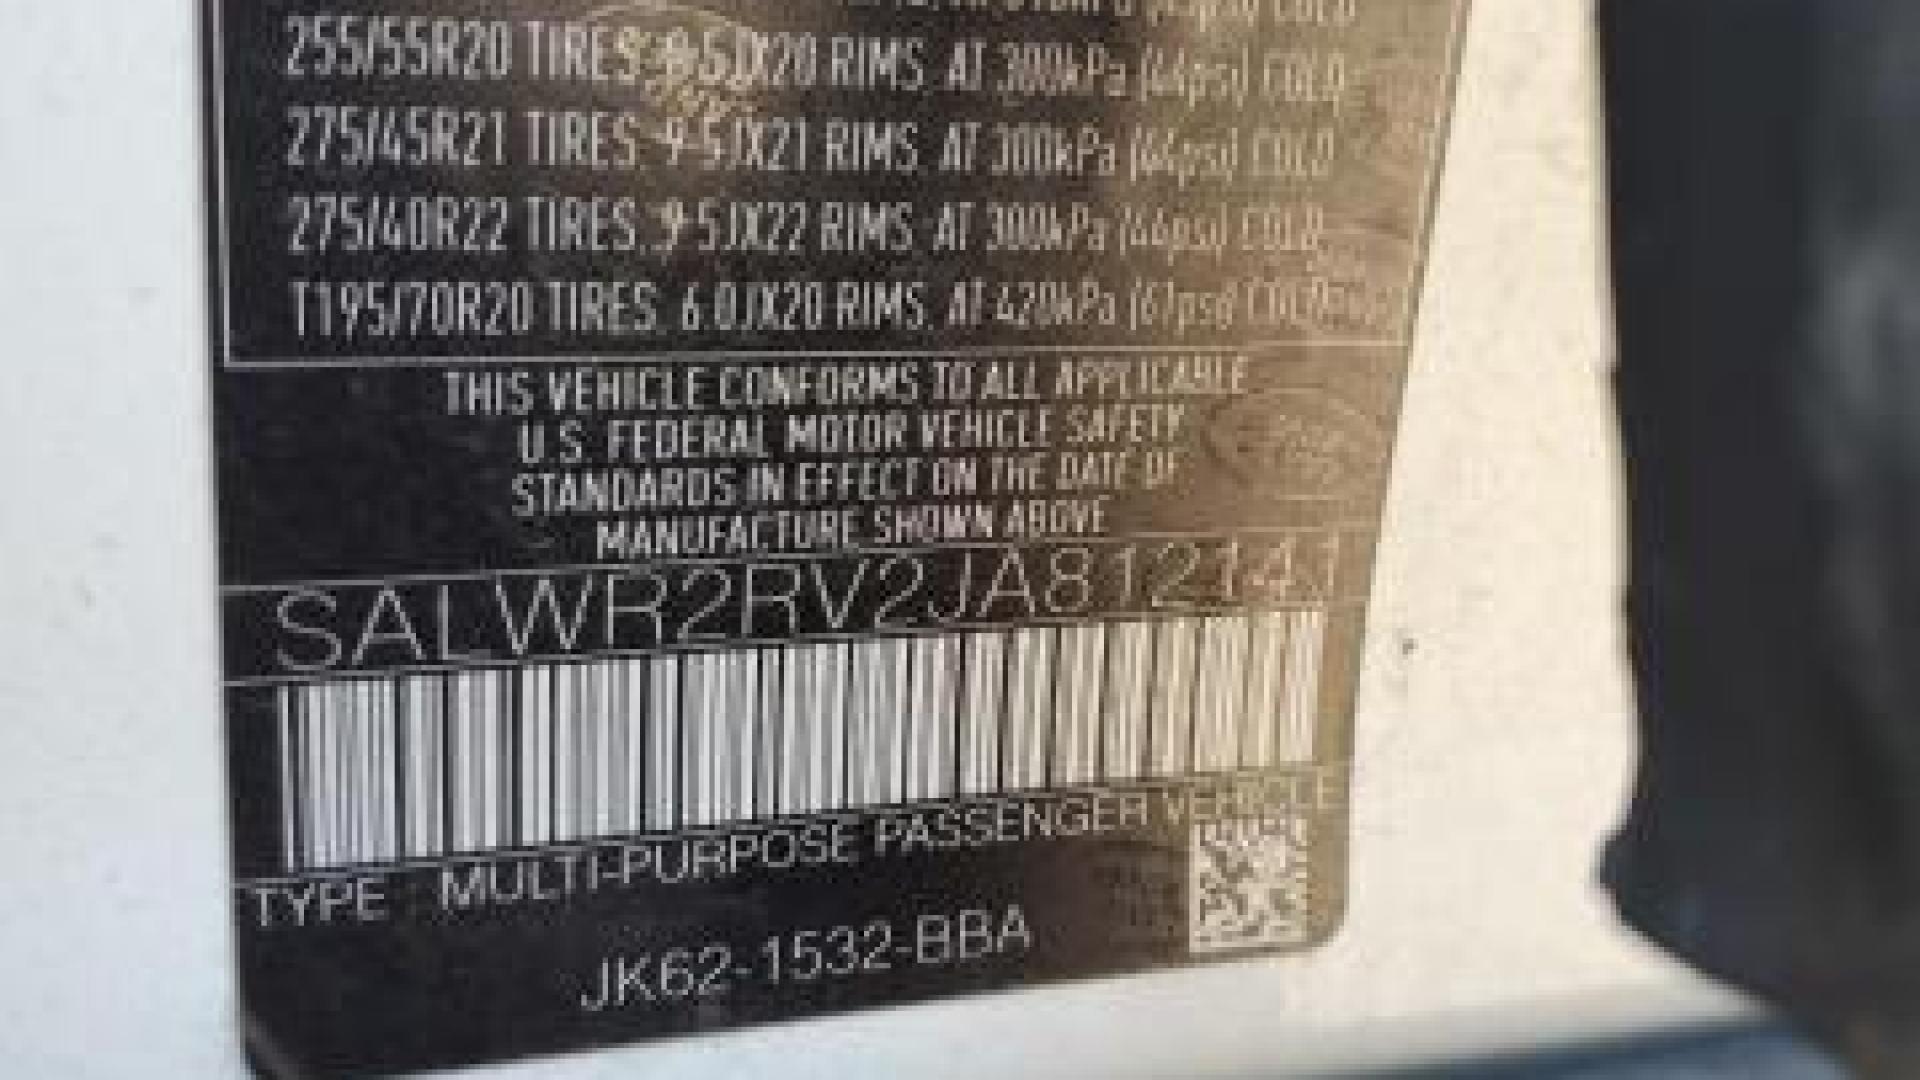 255/55R20 TIRES. 9.5JX20 RIMS. AT 300kPa (44psi) COLD
275/45R21 TIRES. 9.5JX21 RIMS. AT 300kPa (44psi) COLD
275/40R22 TIRES. 9.5JX22 RIMS. AT 300kPa (44psi) COLD
T195/70R20 TIRES. 6.0JX20 RIMS. AT 420kPa (61psi) COLD
THIS VEHICLE CONFORMS TO ALL APPLICABLE
U.S. FEDERAL MOTOR VEHICLE SAFETY
STANDARDS IN EFFECT ON THE DATE OF
MANUFACTURE SHOWN ABOVE
SALWR2RV2JA812141
TYPE : MULTI-PURPOSE PASSENGER VEHICLE
JK62-1532-BBA